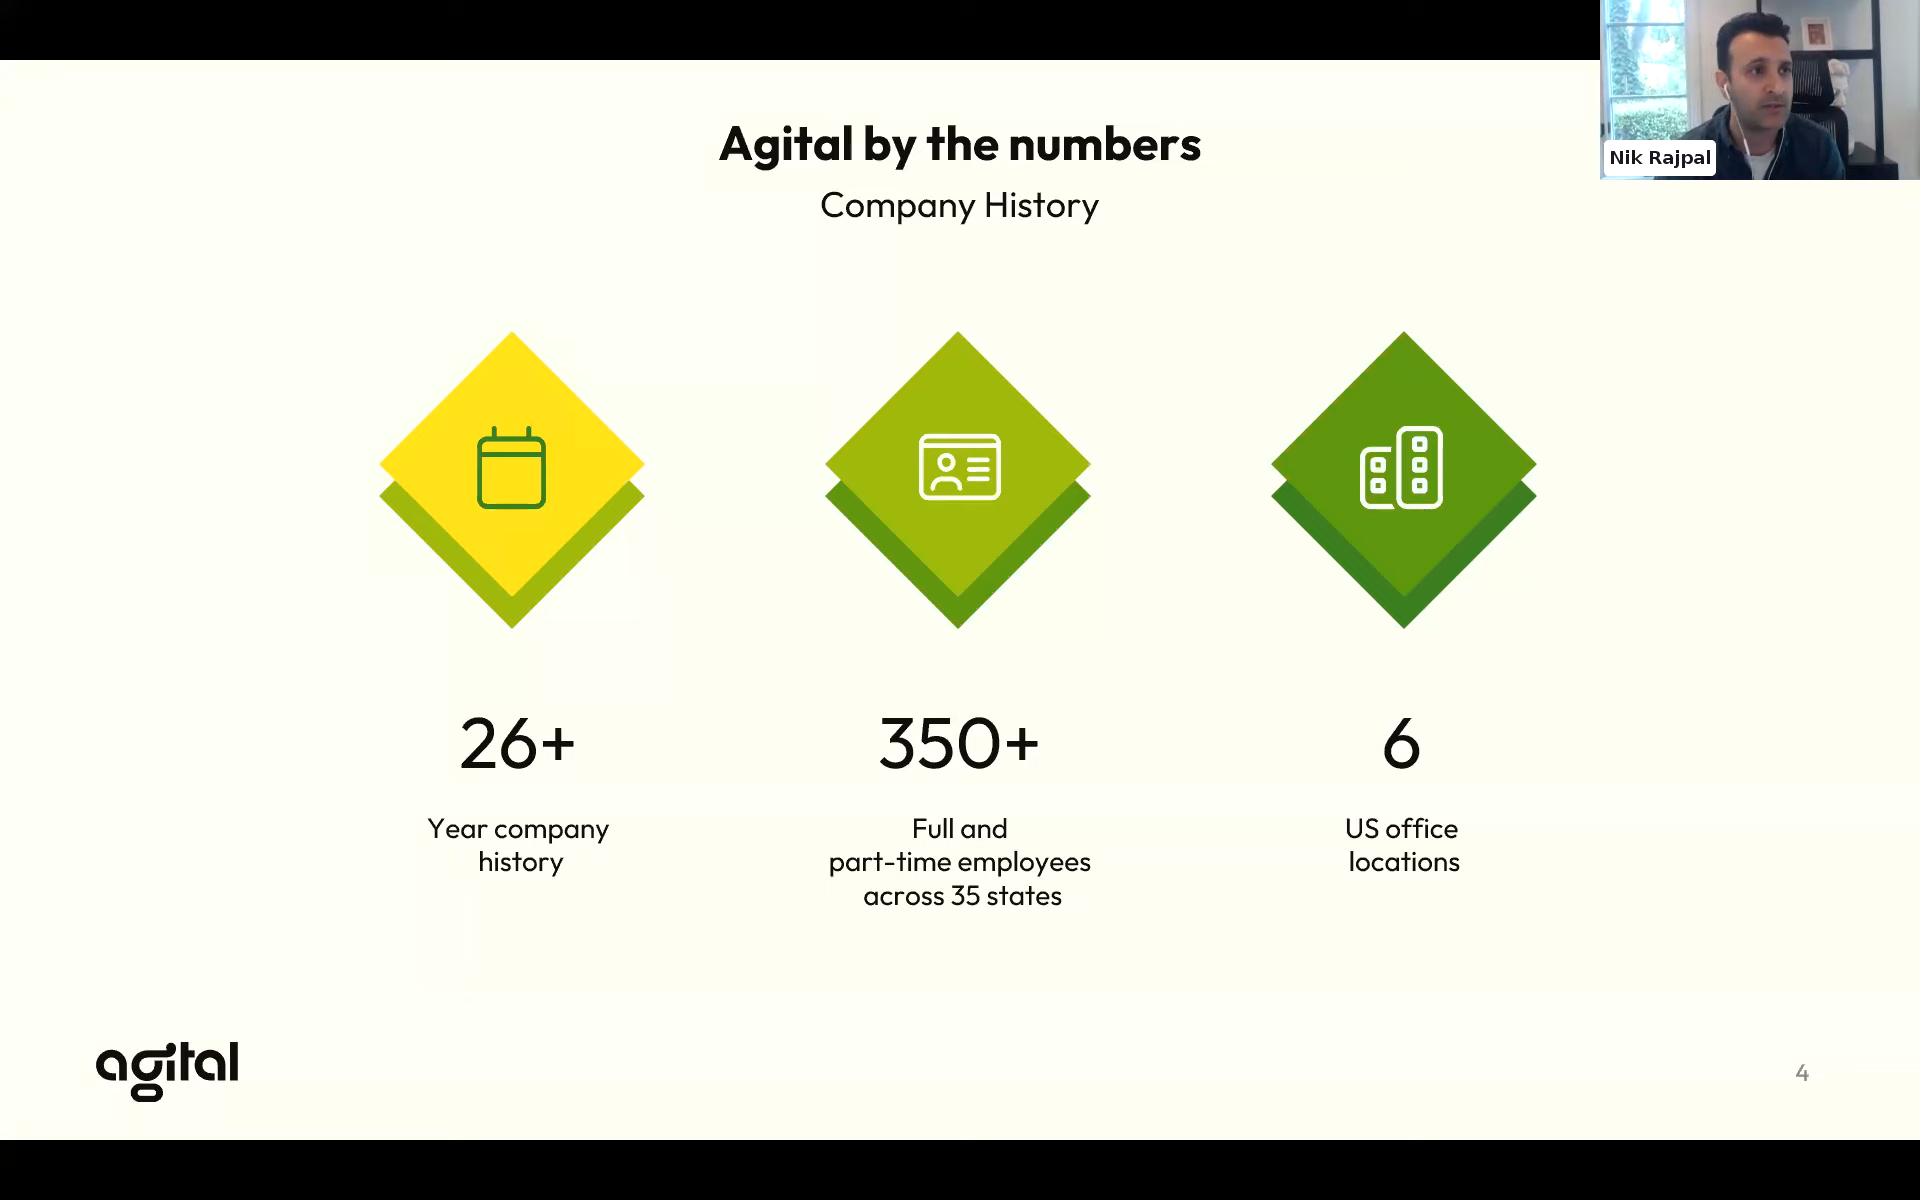 Agital by the numbers
Company History
Nik Rajpal
26+
Year company
history
350+
Full and
part-time employees
across 35 states
6
US office
locations
agital
4